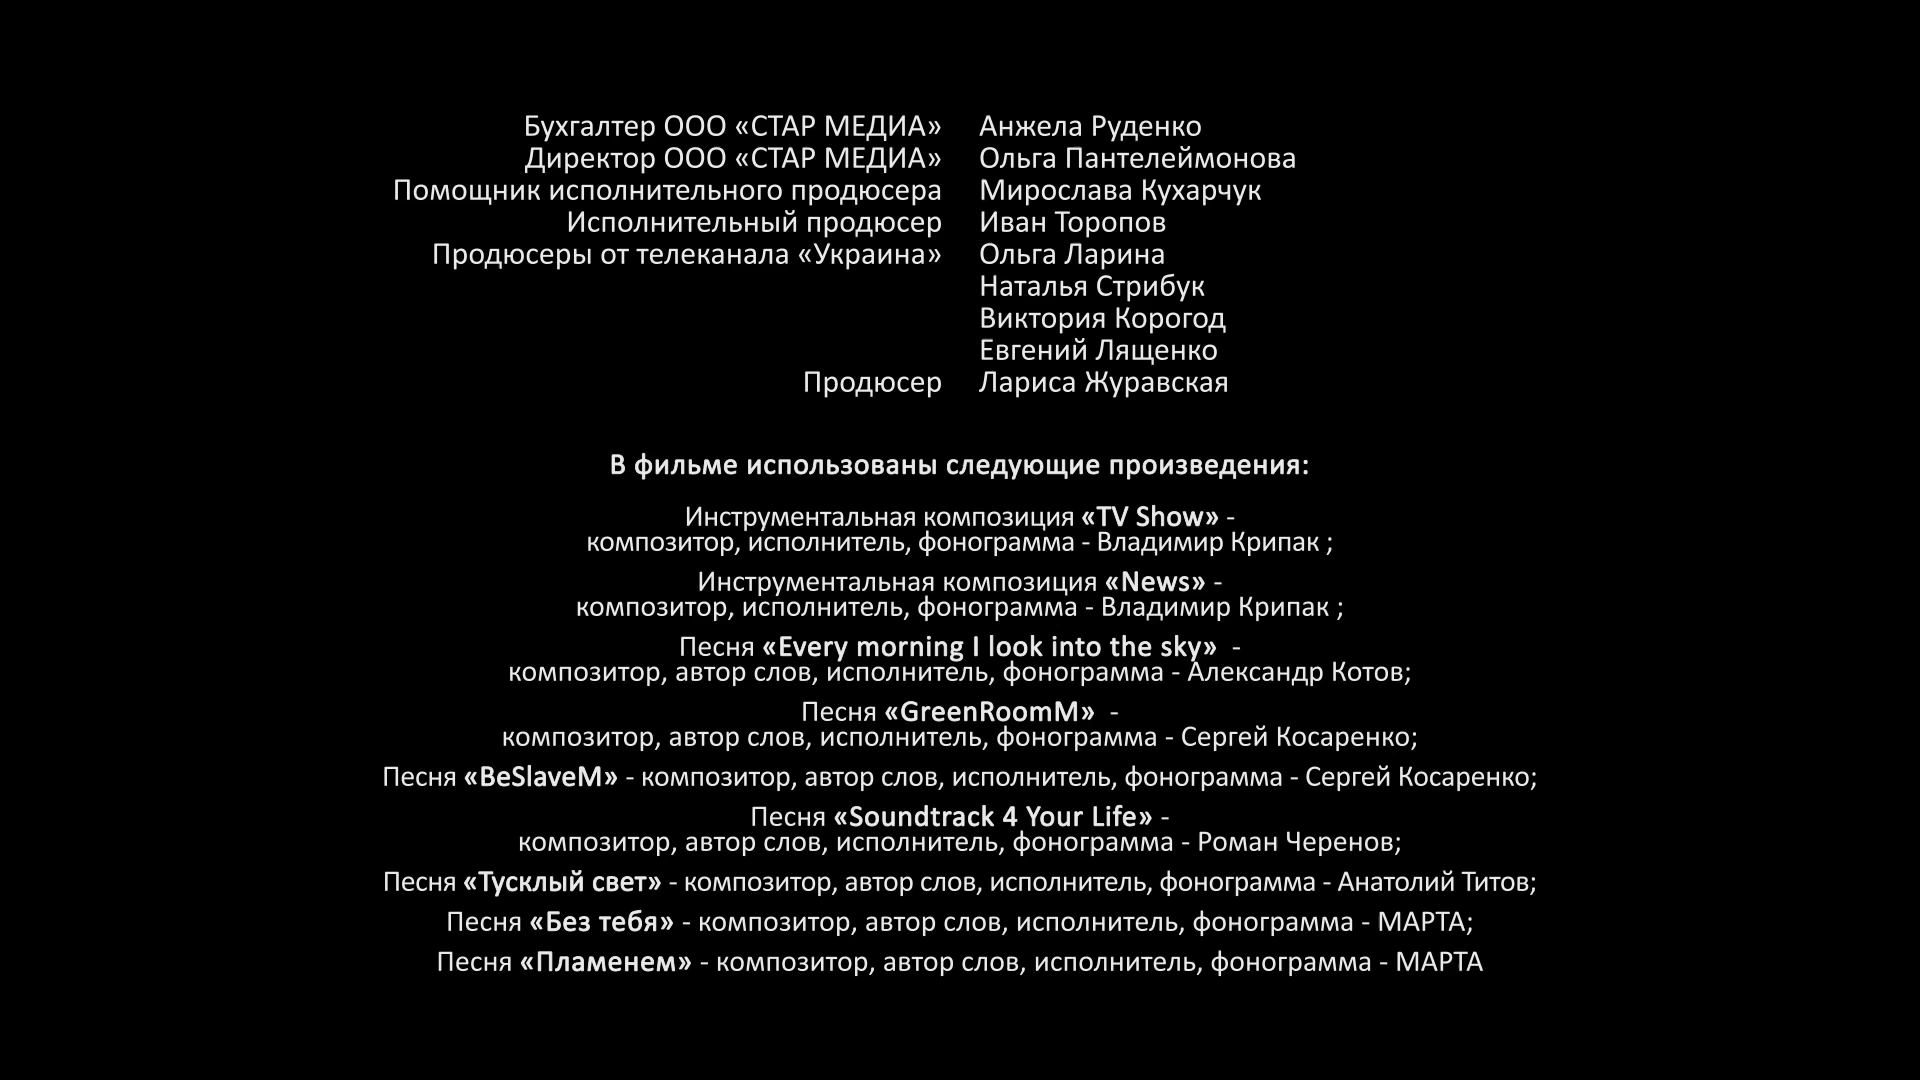 Бухгалтер ООО «СТАР МЕДИА» Анжела Руденко
Директор ООО «СТАР МЕДИА» Ольга Пантелеймонова
Помощник исполнительного продюсера Мирослава Кухарчук
Исполнительный продюсер Иван Торопов
Продюсеры от телеканала «Украина» Ольга Ларина
Наталья Стрибук
Виктория Корогод
Евгений Лященко
Продюсер Лариса Журавская
В фильме использованы следующие произведения:
Инструментальная композиция «TV Show» -
композитор, исполнитель, фонограмма - Владимир Крипак ;
Инструментальная композиция «News» -
композитор, исполнитель, фонограмма - Владимир Крипак ;
Песня «Every morning I look into the sky» -
композитор, автор слов, исполнитель, фонограмма - Александр Котов;
Песня «GreenRoomM» -
композитор, автор слов, исполнитель, фонограмма - Сергей Косаренко;
Песня «BeSlaveM» - композитор, автор слов, исполнитель, фонограмма - Сергей Косаренко;
Песня «Soundtrack 4 Your Life» -
композитор, автор слов, исполнитель, фонограмма - Роман Черенов;
Песня «Тусклый свет» - композитор, автор слов, исполнитель, фонограмма - Анатолий Титов;
Песня «Без тебя» - композитор, автор слов, исполнитель, фонограмма - МАРТА;
Песня «Пламенем» - композитор, автор слов, исполнитель, фонограмма - МАРТА